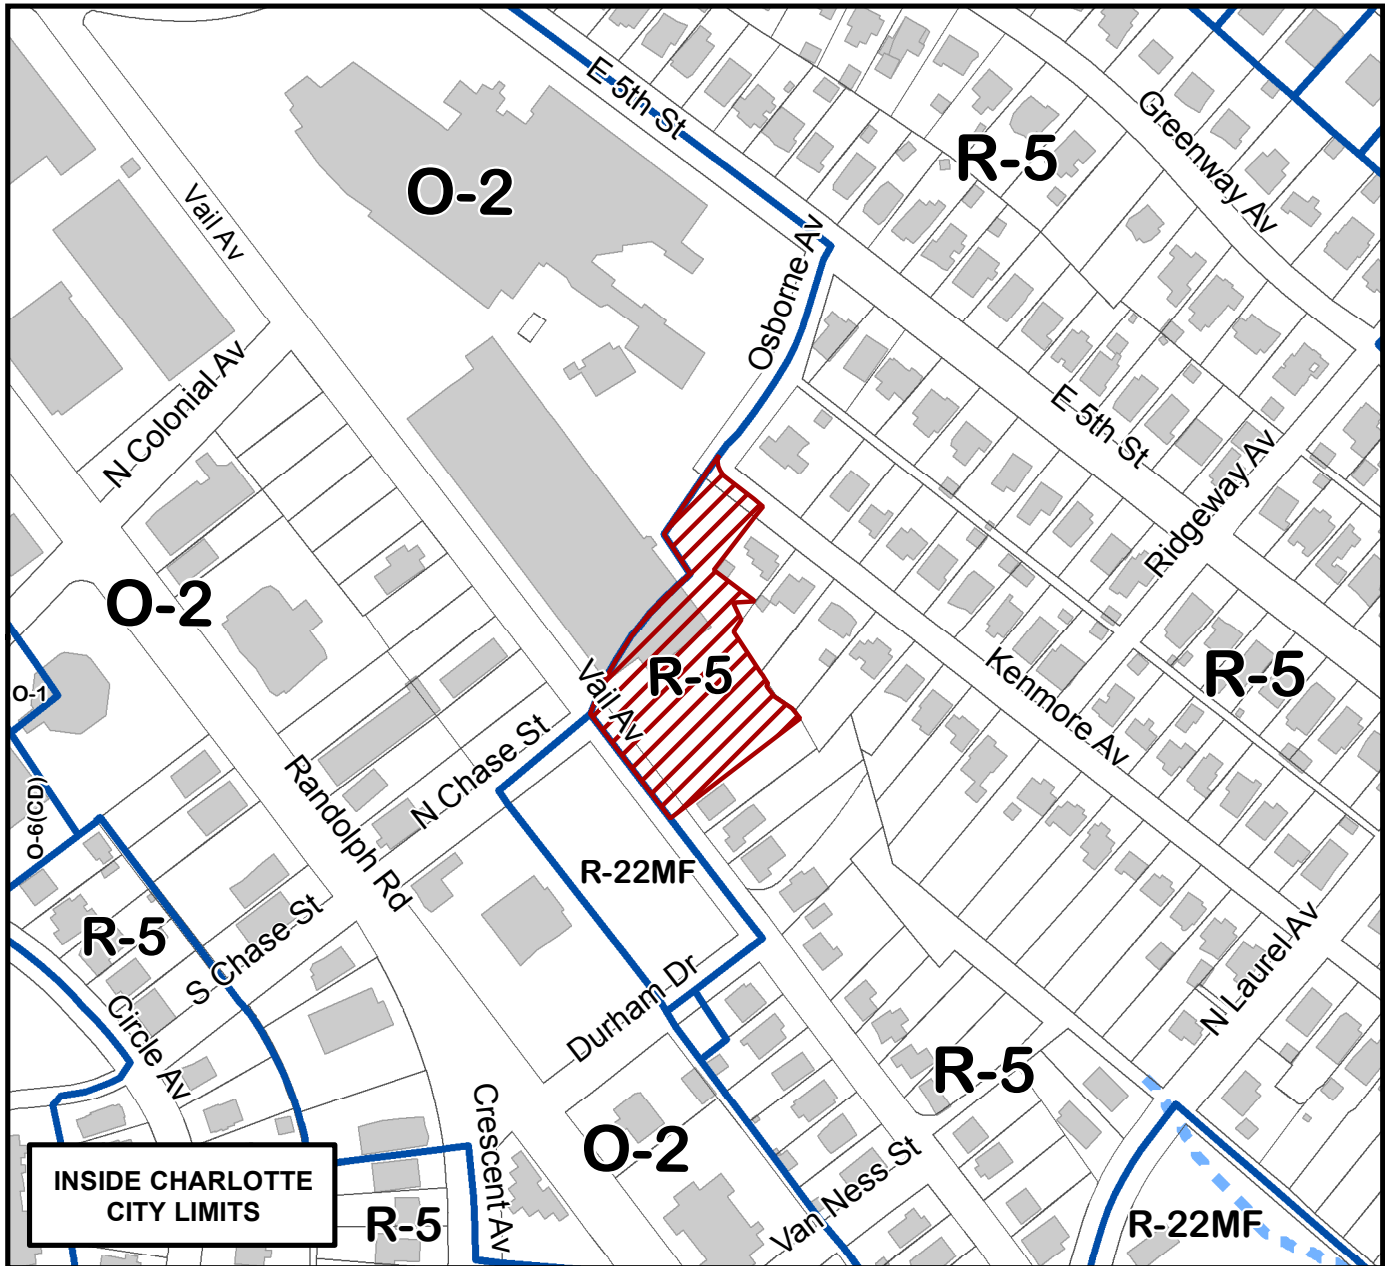 E 5th St
Greenway Av
R-5
O-2
Vail Av
Osborne Av
N Colonial Av
E 5th St
Ridgeway Av
O-2
Kenmore Av
R-5
R-5
Vail Av
O-1
N Chase St
Randolph Rd
O-6(CD)
R-22MF
R-5
S Chase St
N Laurel Av
Durham Dr
Circle Av
R-5
Crescent Av
O-2
Van Ness St
INSIDE CHARLOTTE
CITY LIMITS
R-5
R-22MF